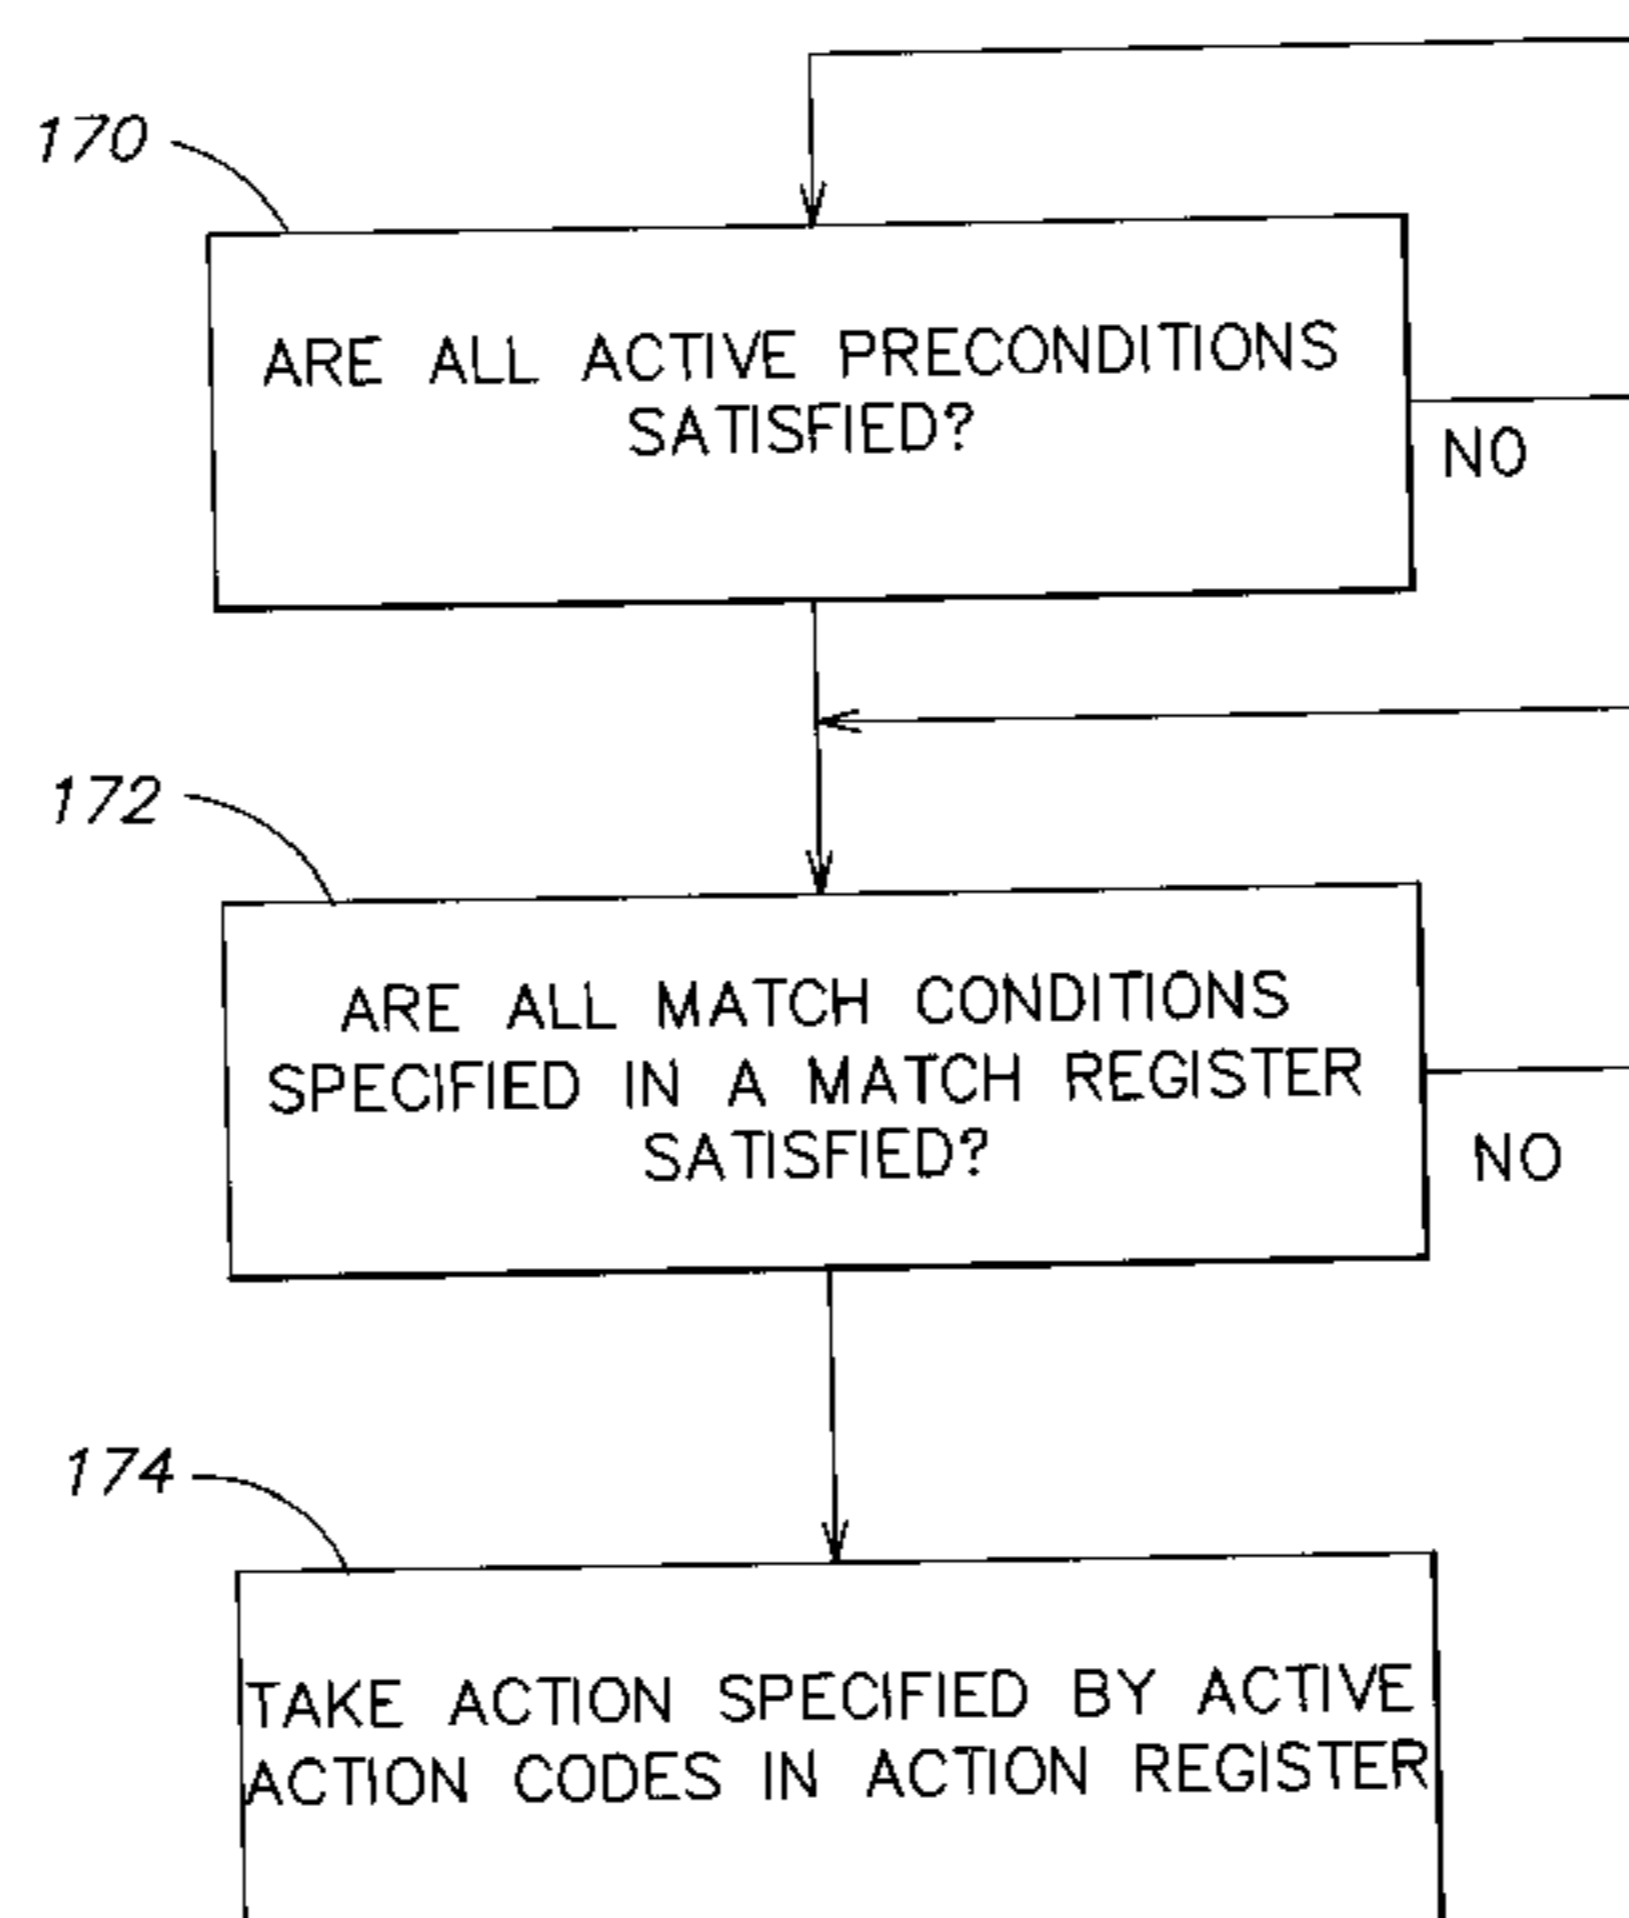 170
ARE ALL ACTIVE PRECONDITIONS
SATISFIED?
NO
172
ARE ALL MATCH CONDITIONS
SPECIFIED IN A MATCH REGISTER
SATISFIED?
NO
174
TAKE ACTION SPECIFIED BY ACTIVE
ACTION CODES IN ACTION REGISTER